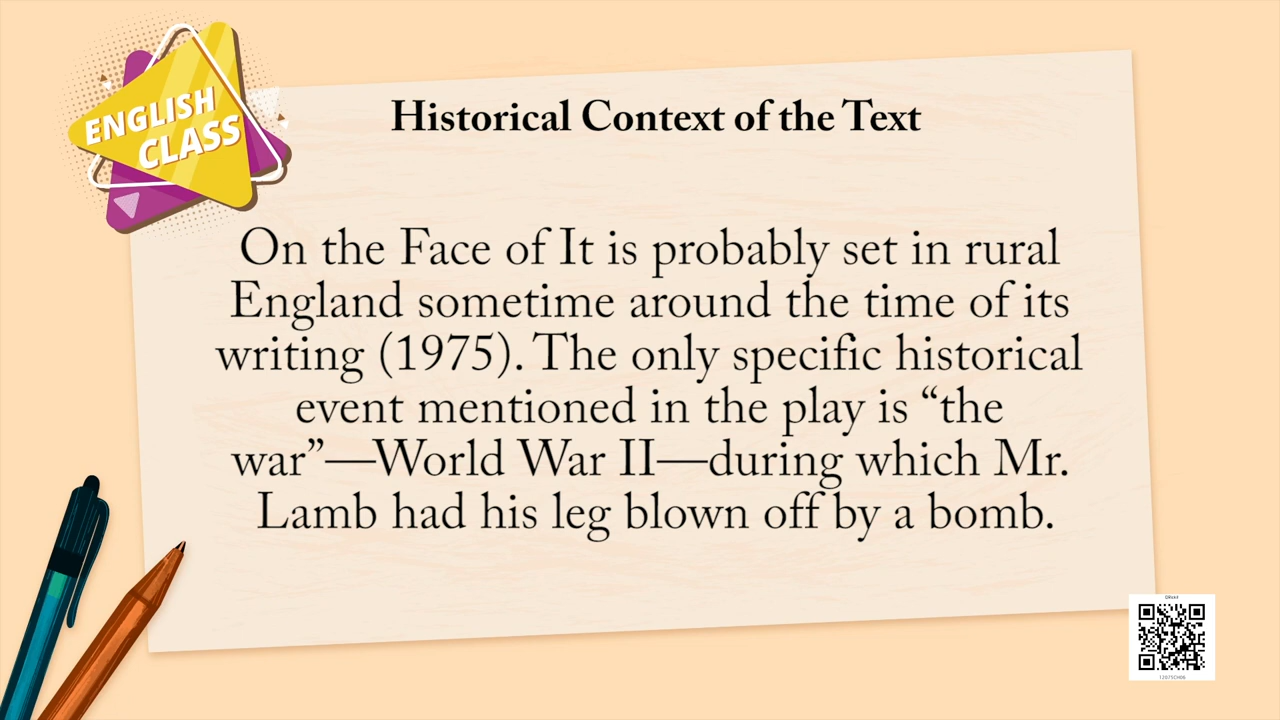 ENGLISH
CLASS
Historical Context of the Text
On the Face of It is probably set in rural
England sometime around the time of its
writing (1975). The only specific historical
event mentioned in the play is “the
war”—World War II—during which Mr.
Lamb had his leg blown off by a bomb.
12075CH06